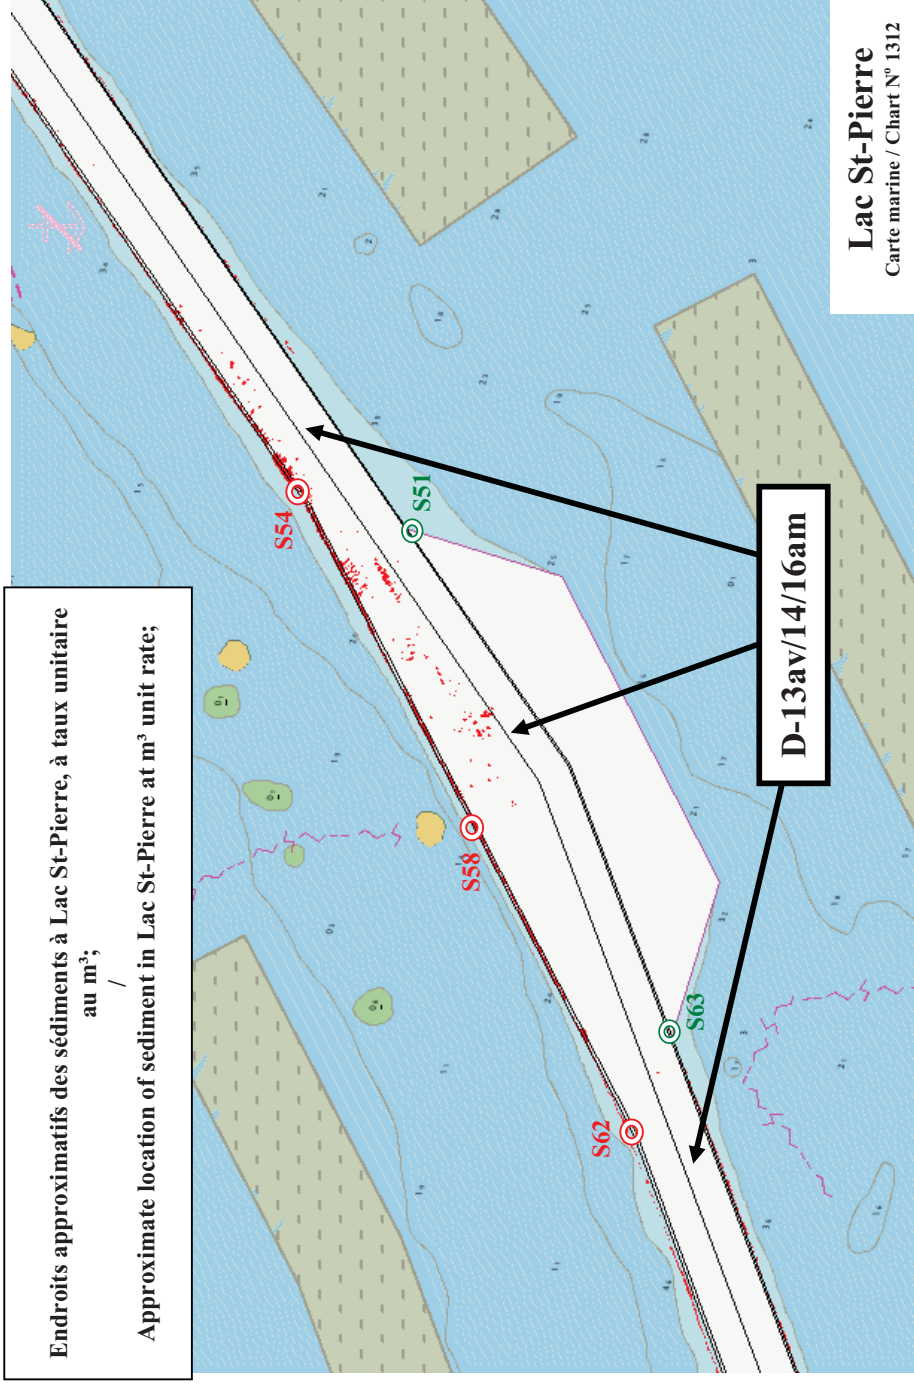 Endroits approximatifs des sédiments à Lac St-Pierre, à taux unitaire
au m³;
/
Approximate location of sediment in Lac St-Pierre at m³ unit rate;
S54
S51
S58
S63
S62
D-13av/14/16am
Lac St-Pierre
Carte marine / Chart Nº 1312